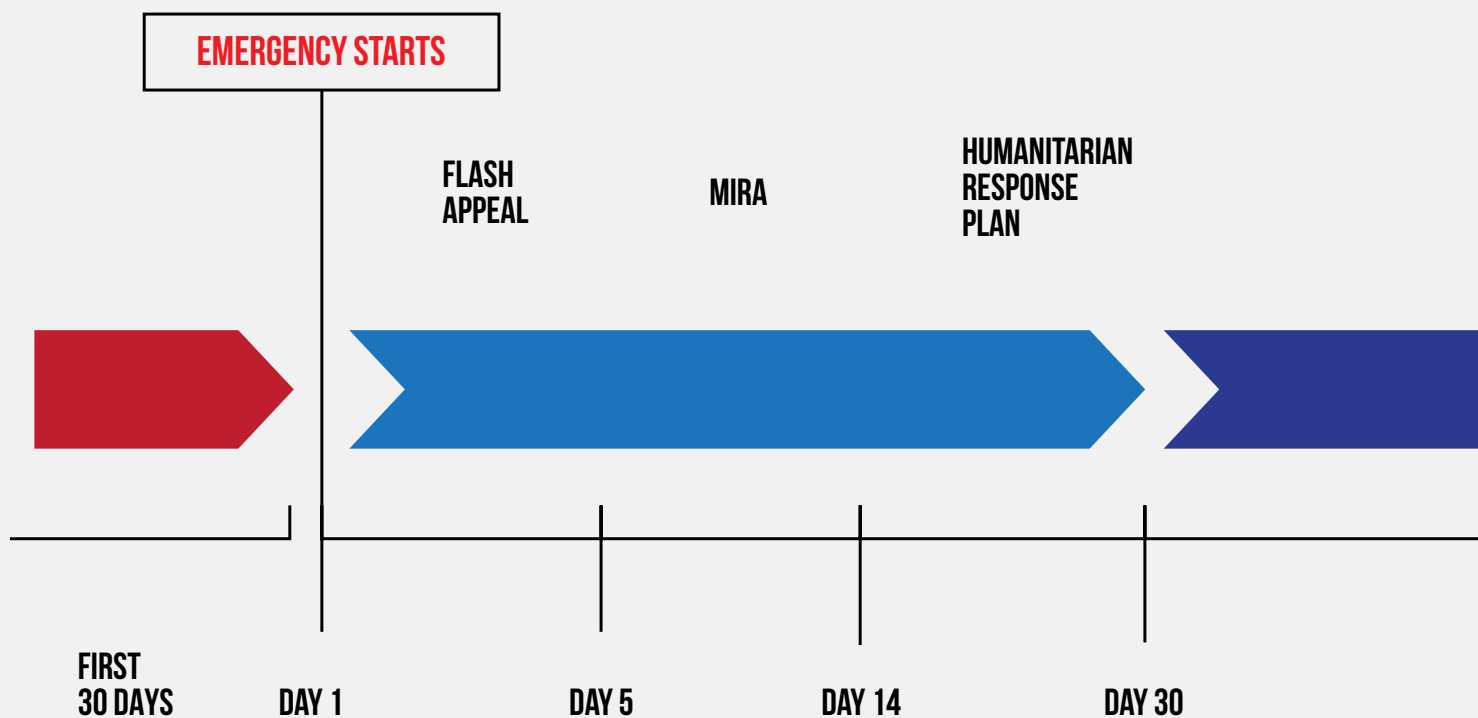 EMERGENCY STARTS
FLASH
APPEAL
MIRA
HUMANITARIAN
RESPONSE
PLAN
FIRST
30 DAYS
DAY 1
DAY 5
DAY 14
DAY 30